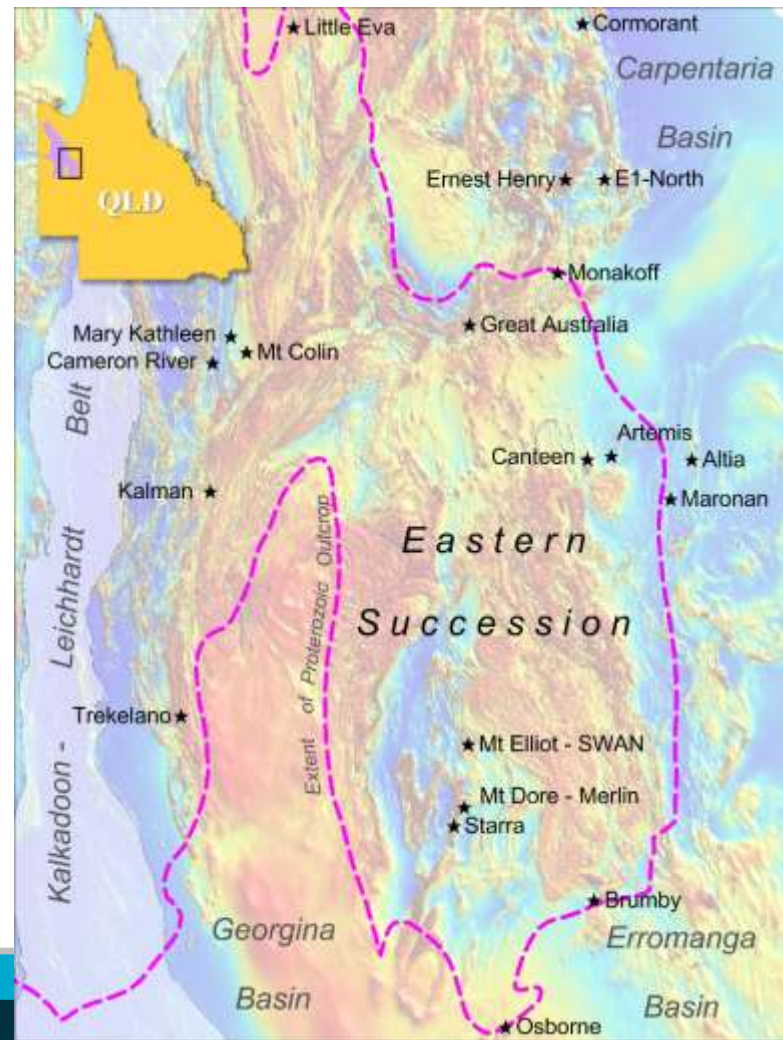 Little Eva
Cormorant
Carpentaria
Basin
Ernest Henry
E1-North
QLD
Monakoff
Great Australia
Mary Kathleen
Mt Colin
Cameron River
Artemis
Canteen
Altia
Kalman
Maronan
Eastern
Succession
Extent of Proterozoic Outcrop
Kalkadoon - Leichhardt Belt
Trekelano
Mt Elliot - SWAN
Mt Dore - Merlin
Starra
Brumby
Georgina
Basin
Erromanga
Basin
Osborne